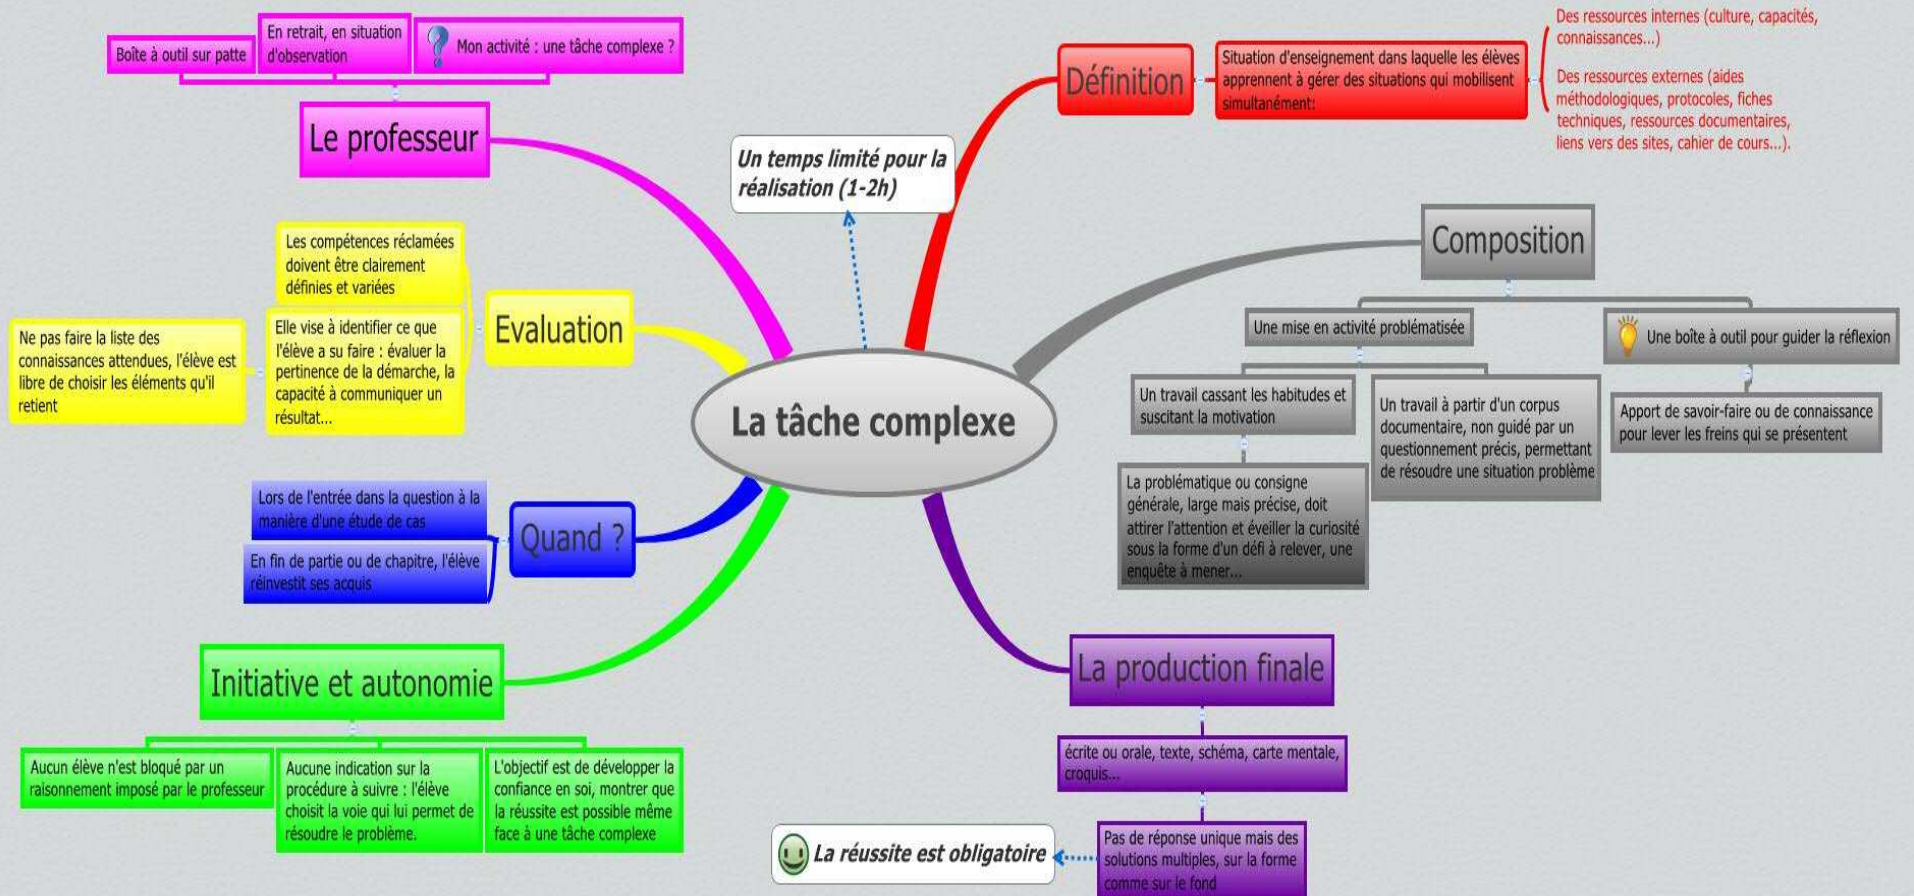 Boîte à outil sur patte
En retrait, en situation
d'observation
Mon activité : une tâche complexe ?
Le professeur
Définition
Situation d'enseignement dans laquelle les élèves
apprennent à gérer des situations qui mobilisent
simultanément:
Des ressources internes (culture, capacités,
connaissances...)
Des ressources externes (aides
méthodologiques, protocoles, fiches
techniques, ressources documentaires,
liens vers des sites, cahier de cours...).
Un temps limité pour la
réalisation (1-2h)
Composition
Une mise en activité problématisée
Une boîte à outil pour guider la réflexion
Un travail cassant les habitudes et
suscitant la motivation
Un travail à partir d'un corpus
documentaire, non guidé par un
questionnement précis, permettant
de résoudre une situation problème
Apport de savoir-faire ou de connaissance
pour lever les freins qui se présentent
La problématique ou consigne
générale, large mais précise, doit
attirer l'attention et éveiller la curiosité
sous la forme d'un défi à relever, une
enquête à mener...
Les compétences réclamées
doivent être clairement
définies et variées
Evaluation
Elle vise à identifier ce que
l'élève a su faire : évaluer la
pertinence de la démarche, la
capacité à communiquer un
résultat...
Ne pas faire la liste des
connaissances attendues, l'élève est
libre de choisir les éléments qu'il
retient
La tâche complexe
Lors de l'entrée dans la question à la
manière d'une étude de cas
Quand ?
En fin de partie ou de chapitre, l'élève
réinvestit ses acquis
Initiative et autonomie
Aucun élève n'est bloqué par un
raisonnement imposé par le professeur
Aucune indication sur la
procédure à suivre : l'élève
choisit la voie qui lui permet de
résoudre le problème.
L'objectif est de développer la
confiance en soi, montrer que
la réussite est possible même
face à une tâche complexe
La production finale
écrite ou orale, texte, schéma, carte mentale,
croquis...
Pas de réponse unique mais des
solutions multiples, sur la forme
comme sur le fond
La réussite est obligatoire